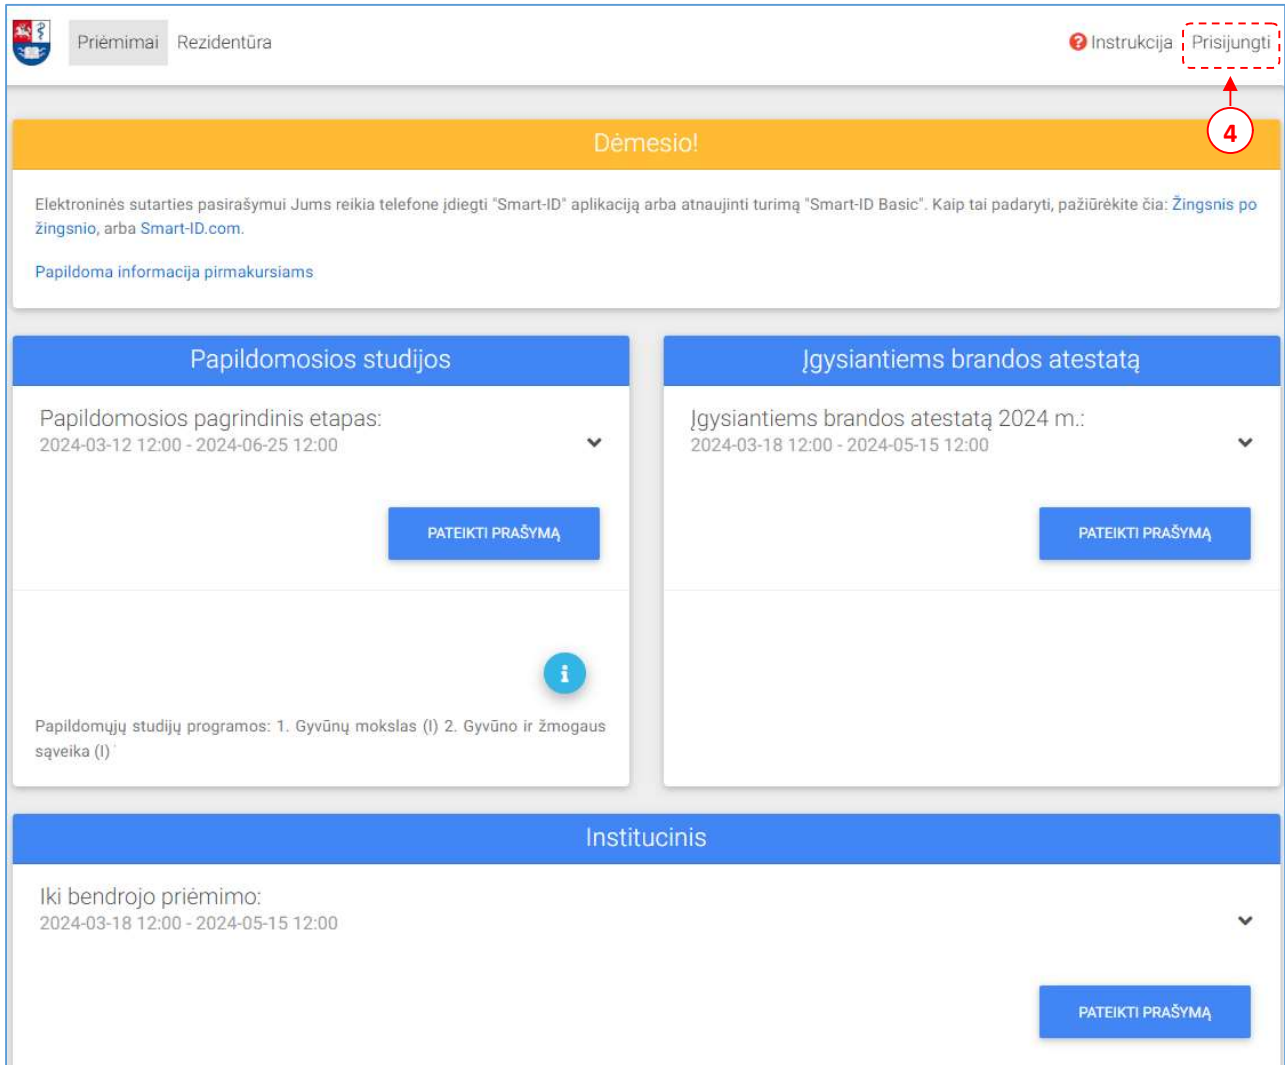 Priėmimai Rezidentūra Instrukcija Prisijungti
4
Dėmesio!
Elektroninės sutarties pasirašymui Jums reikia telefone įdiegti "Smart-ID" aplikaciją arba atnaujinti turimą "Smart-ID Basic". Kaip tai padaryti, pažiūrėkite čia: Žingsnis po
žingsnio, arba Smart-ID.com.
Papildoma informacija pirmakursiams
Papildomosios studijos
Papildomosios pagrindinis etapas:
2024-03-12 12:00 - 2024-06-25 12:00
PATEIKTI PRAŠYMĄ
Papildomųjų studijų programos: 1. Gyvūnų mokslas (I) 2. Gyvūno ir žmogaus
sąveika (I)
Įgysiantiems brandos atestatą
Įgysiantiems brandos atestatą 2024 m.:
2024-03-18 12:00 - 2024-05-15 12:00
PATEIKTI PRAŠYMĄ
Institucinis
Iki bendrojo priėmimo:
2024-03-18 12:00 - 2024-05-15 12:00
PATEIKTI PRAŠYMĄ